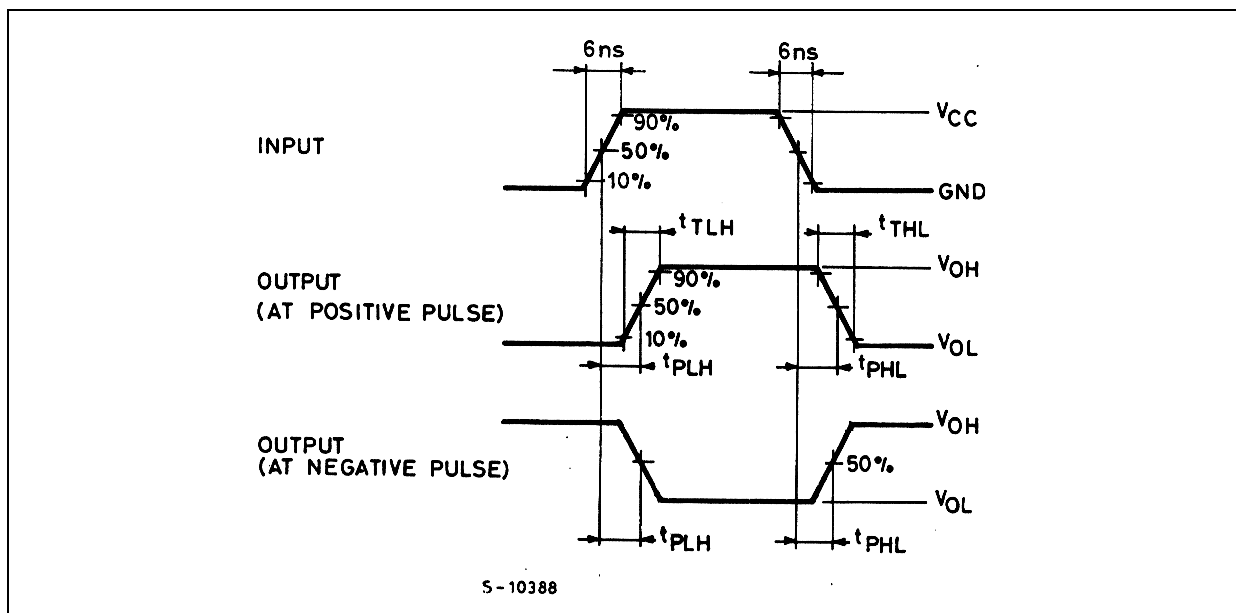 6ns 6ns
VCC
90%
INPUT
50%
10%
GND
tTLH tTHL
VOH
OUTPUT
90%
(AT POSITIVE PULSE)
50%
10%
VOL
tPLH tPHL
VOH
OUTPUT
(AT NEGATIVE PULSE)
50%
VOL
tPLH tPHL
S-10388